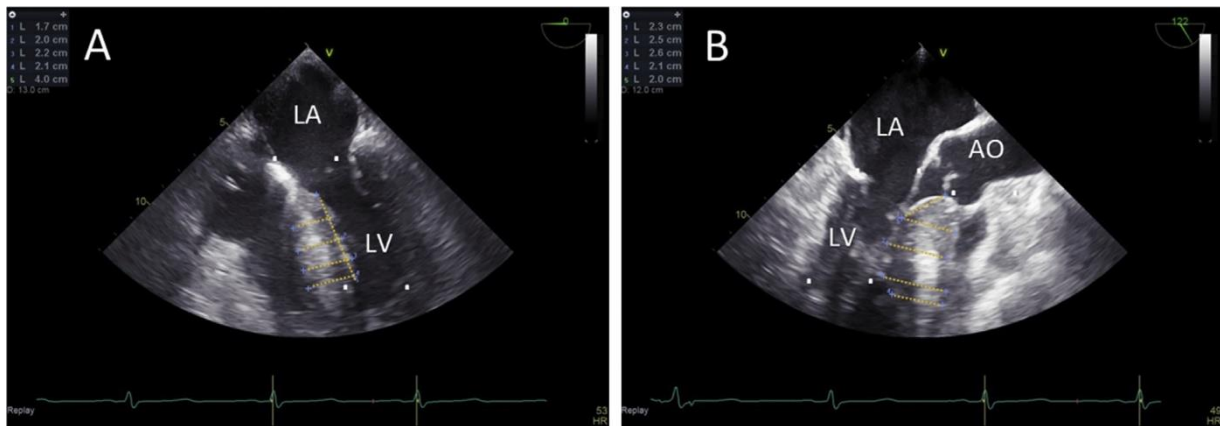 A
1 L 1.7 cm
2 L 2.0 cm
3 L 2.2 cm
4 L 2.1 cm
5 L 4.0 cm
D: 13.0 cm
0
V
5
10
LA
LV
Replay
53
HR
B
1 L 2.3 cm
2 L 2.5 cm
3 L 2.6 cm
4 L 2.1 cm
5 L 2.0 cm
D: 12.0 cm
122
V
5
10
LA
AO
LV
Replay
49
HR